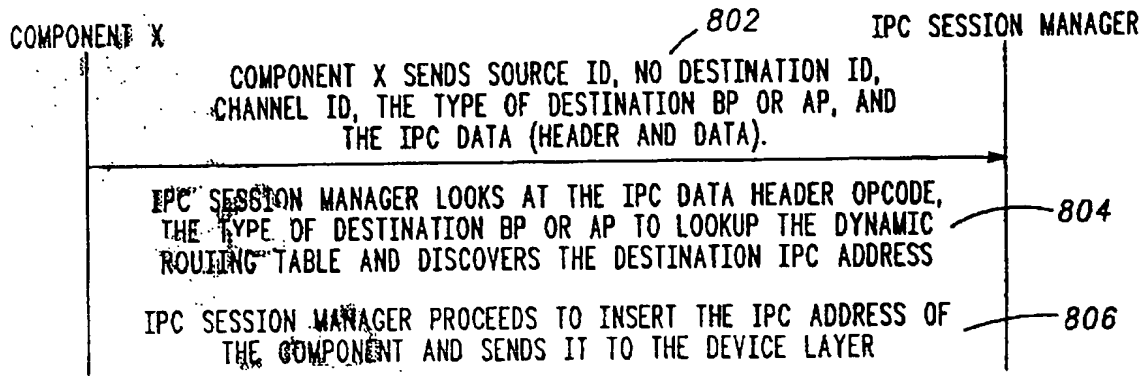 802
COMPONENT X IPC SESSION MANAGER
COMPONENT X SENDS SOURCE ID, NO DESTINATION ID,
CHANNEL ID, THE TYPE OF DESTINATION BP OR AP, AND
THE IPC DATA (HEADER AND DATA).
IPC SESSION MANAGER LOOKS AT THE IPC DATA HEADER OPCODE,
THE TYPE OF DESTINATION BP OR AP TO LOOKUP THE DYNAMIC
804
ROUTING TABLE AND DISCOVERS THE DESTINATION IPC ADDRESS
IPC SESSION MANAGER PROCEEDS TO INSERT THE IPC ADDRESS OF
806
THE COMPONENT AND SENDS IT TO THE DEVICE LAYER